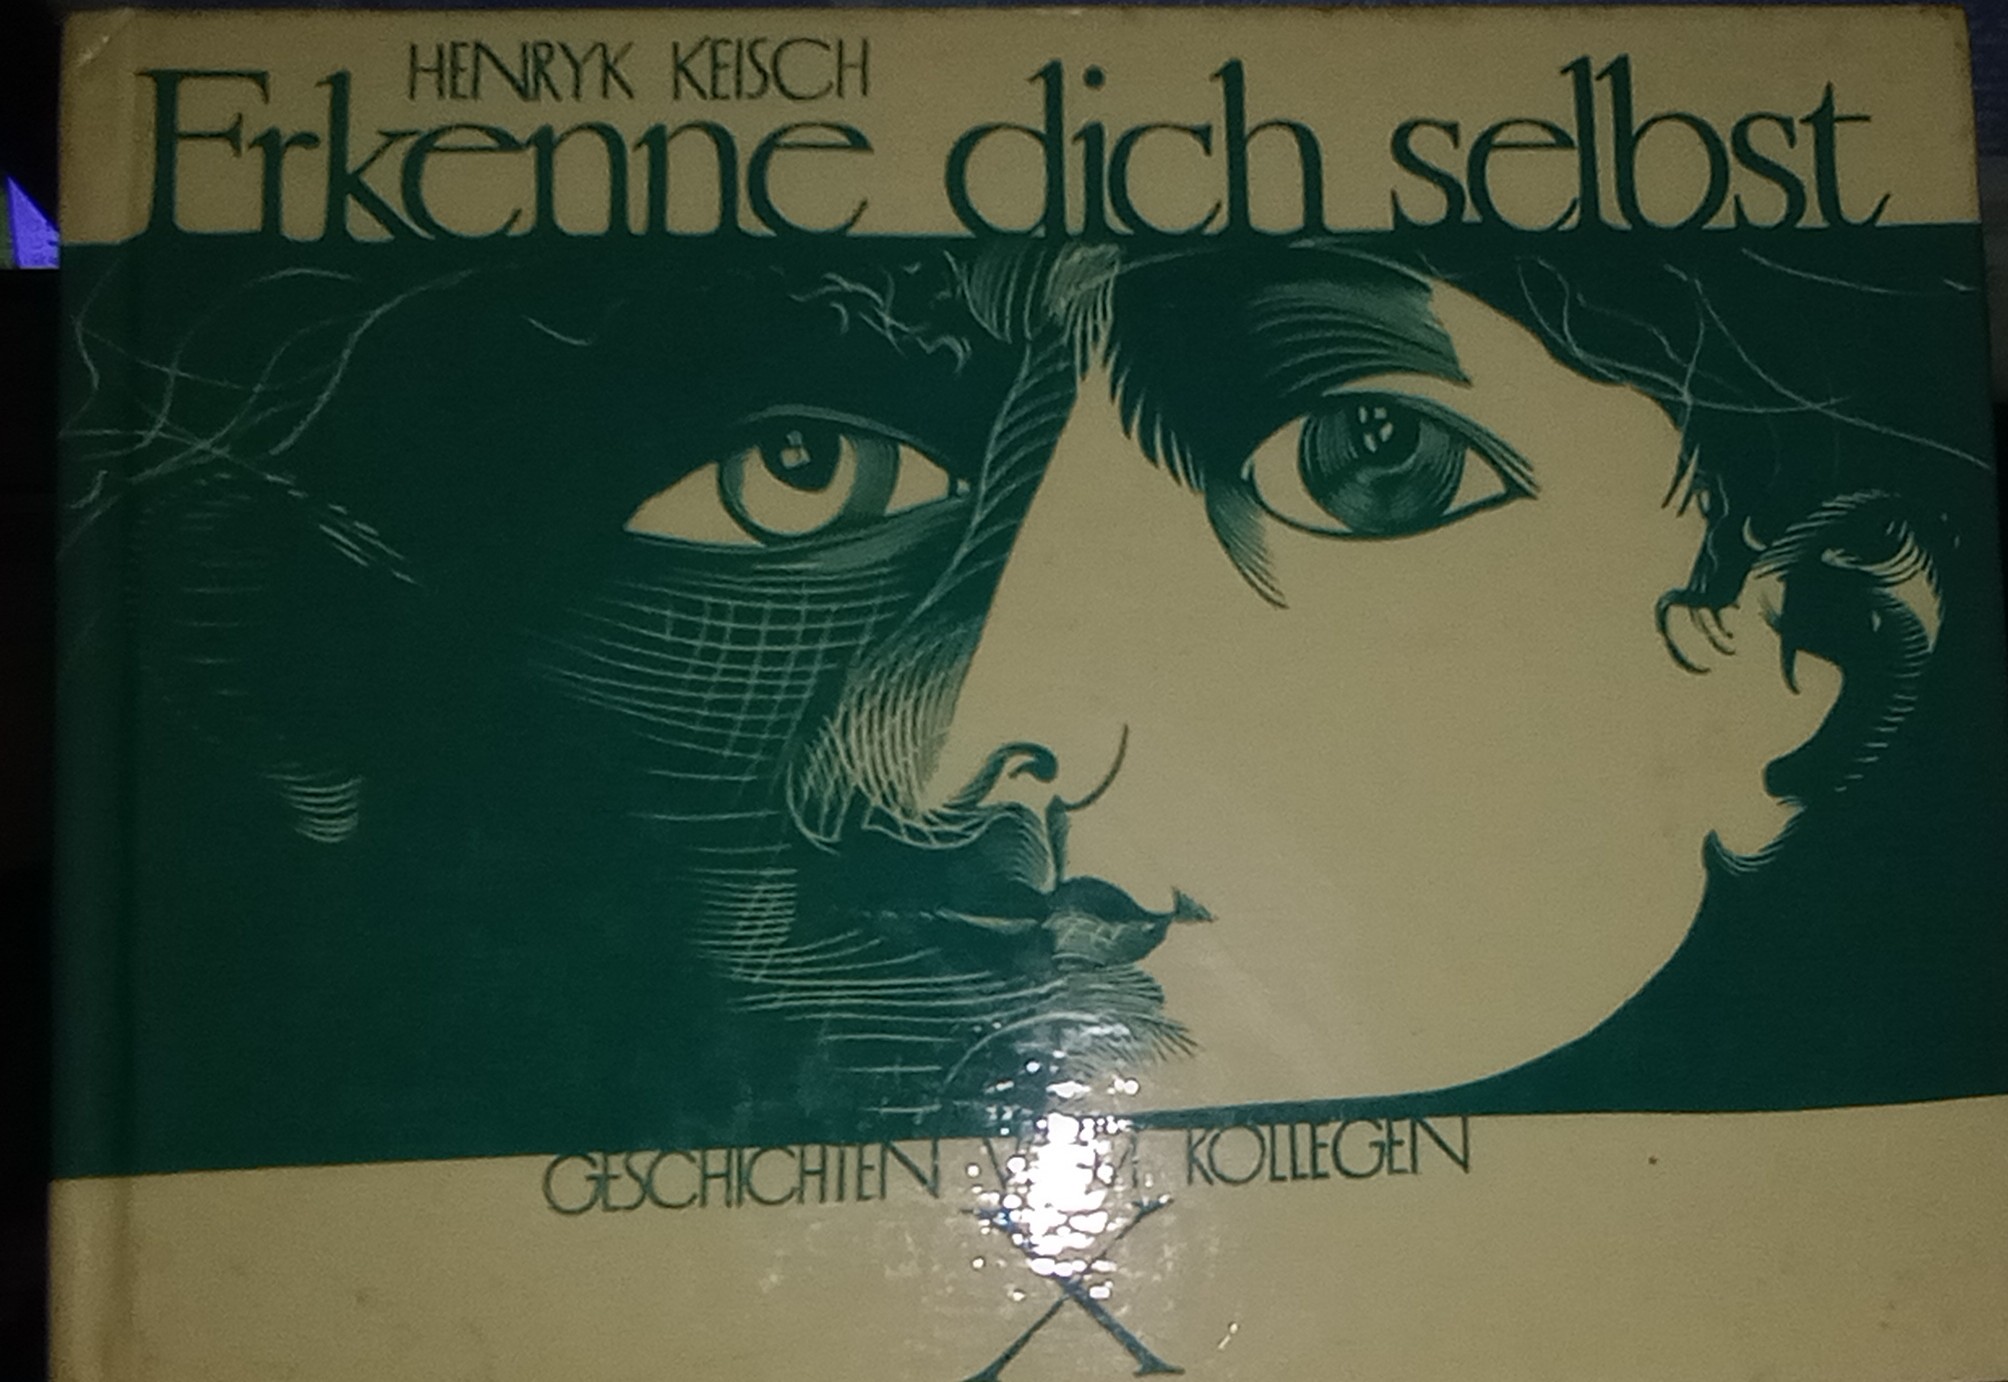 HENRYK KEISCH
Erkenne dich selbst
GESCHICHTEN KOLLEGEN
X